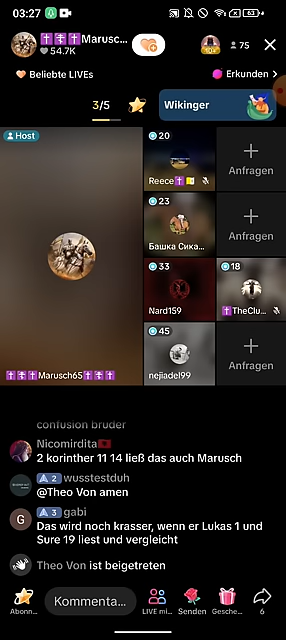 03:27
63
✝️☦️✝️Marusc...
54.7K
75
Beliebte LIVEs
Erkunden >
3/5
Wikinger
Host
20
Reece✝️🇻🇦
Anfragen
23
Башка Сика...
Anfragen
33
Nard159
18
✝️TheClu...
✝️☦️✝️Marusch65✝️☦️✝️
45
nejiadel99
Anfragen
confusion bruder
Nicomirdita🇦🇱
2 korinther 11 14 ließ das auch Marusch
2 wusstestduh
@Theo Von amen
G
3 gabi
Das wird noch krasser, wenn er Lukas 1 und
Sure 19 liest und vergleicht
Theo Von ist beigetreten
Kommenta...
Abonn...
LIVE mi...
Senden
Gesche...
6